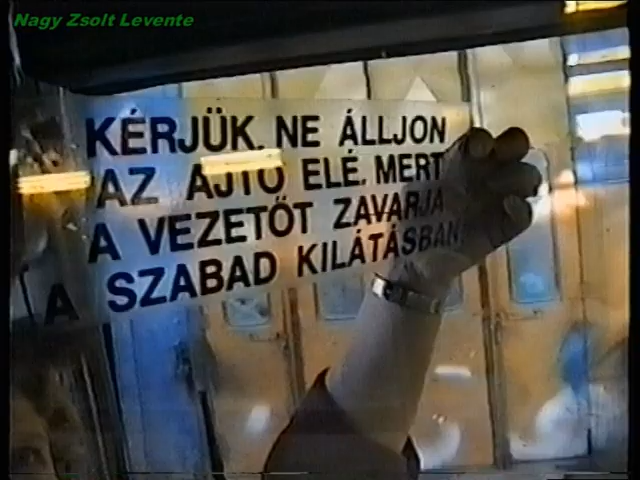 Nagy Zsolt Levente
KÉRJÜK. NE ÁLLJON
AZ AJTÓ ELÉ. MERT
A VEZETŐT ZAVARJA
A SZABAD KILÁTÁSBAN